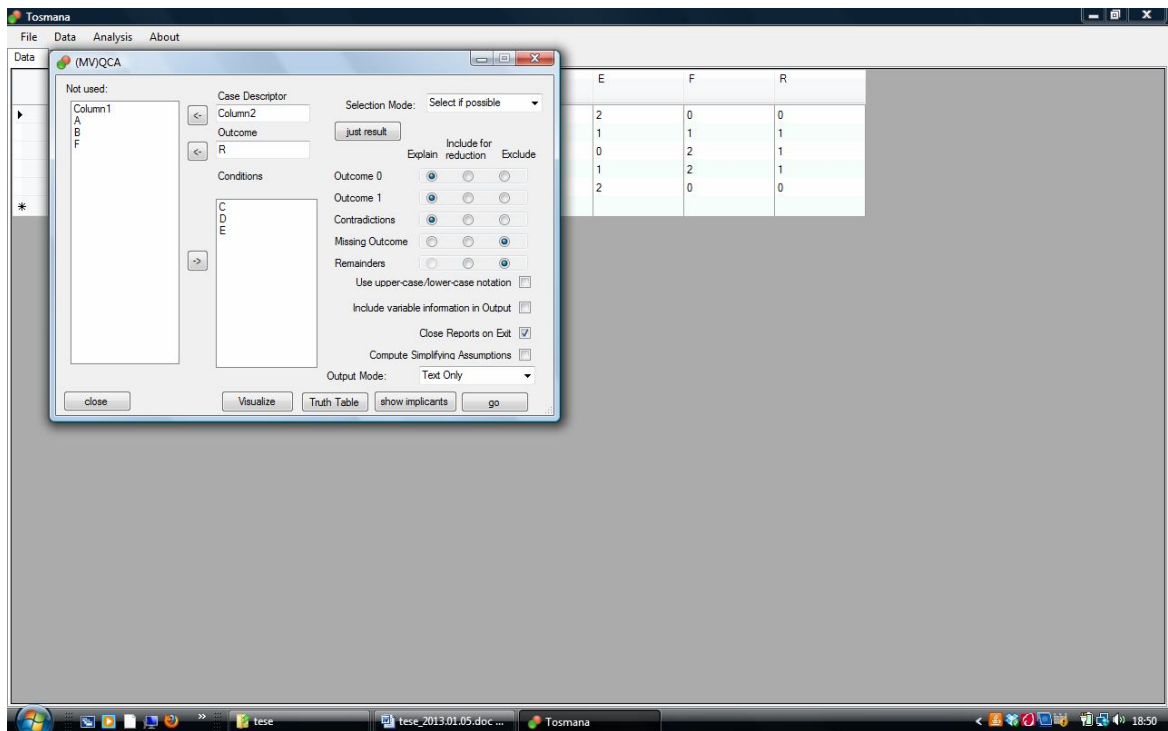 Tosmana
File Data Analysis About
Data
(MV)QCA
Not used:
Column1
A
B
F
Case Descriptor
<-
Column2
Outcome
<-
R
Conditions
C
D
E
->
Selection Mode: Select if possible
just result
Explain Include for reduction Exclude
Outcome 0
Outcome 1
Contradictions
Missing Outcome
Remainders
Use upper-case/lower-case notation
Include variable information in Output
Close Reports on Exit
Compute Simplifying Assumptions
Output Mode: Text Only
close Visualize Truth Table show implicants go
E F R
2 0 0
1 1 1
0 2 1
1 2 1
2 0 0
*
» tese tese_2013.01.05.doc ... Tosmana < 18:50